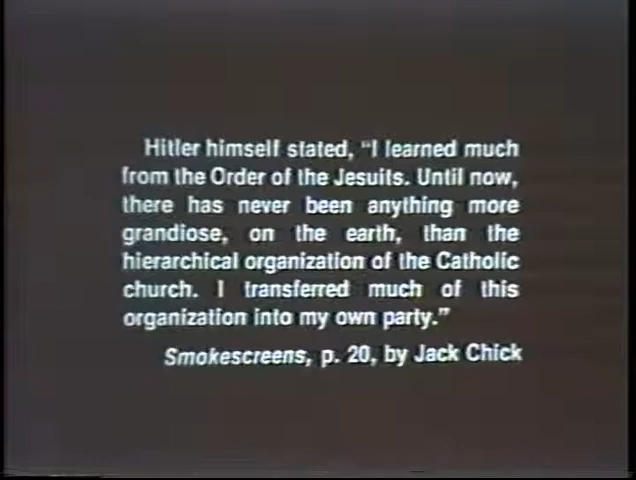 Hitler himself stated, "I learned much
from the Order of the Jesuits. Until now,
there has never been anything more
grandiose, on the earth, than the
hierarchical organization of the Catholic
church. I transferred much of this
organization into my own party."
Smokescreens, p. 20, by Jack Chick